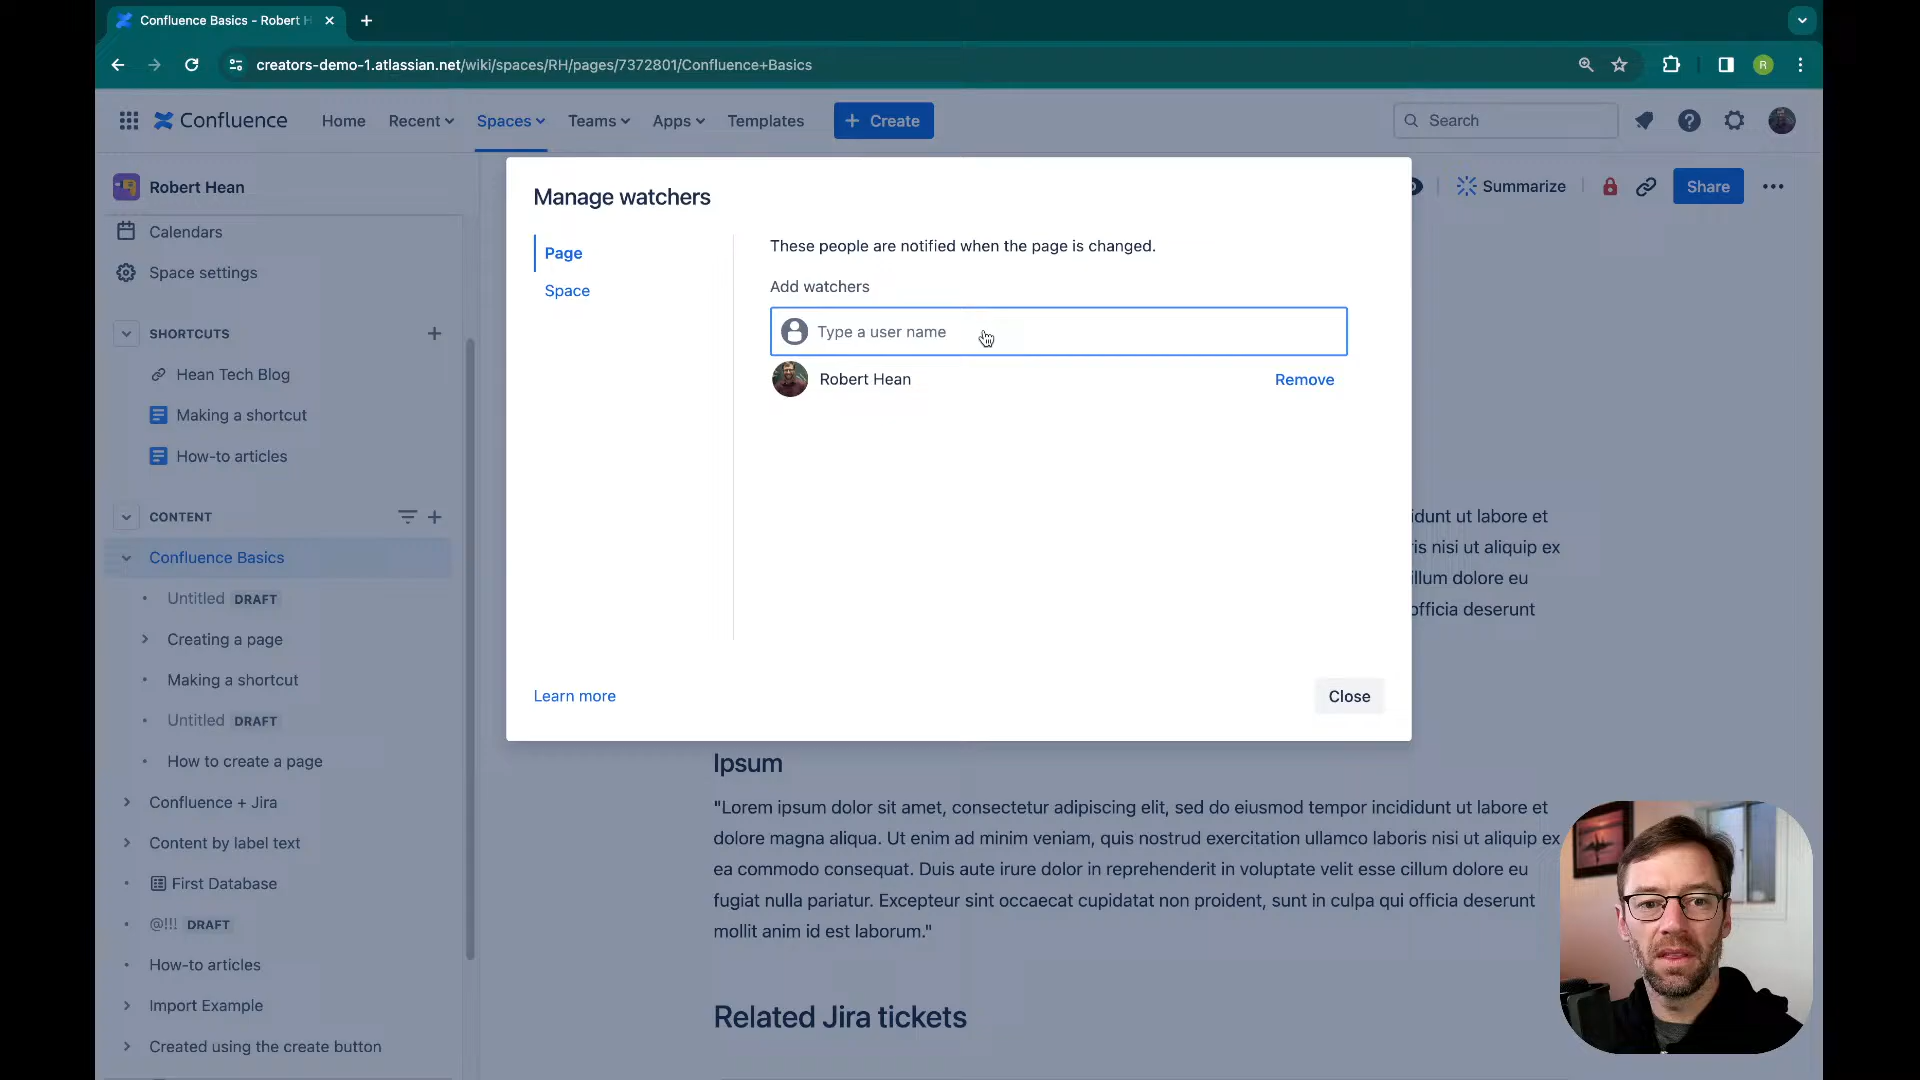 Confluence Basics - Robert H
creators-demo-1.atlassian.net/wiki/spaces/RH/pages/7372801/Confluence+Basics
R
Confluence
Home
Recent
Spaces
Teams
Apps
Templates
Create
Search
Robert Hean
Calendars
Space settings
SHORTCUTS
Hean Tech Blog
Making a shortcut
How-to articles
CONTENT
Confluence Basics
Untitled DRAFT
Creating a page
Making a shortcut
Untitled DRAFT
How to create a page
Confluence + Jira
Content by label text
First Database
@!!! DRAFT
How-to articles
Import Example
Created using the create button
Summarize
Share
Manage watchers
Page
Space
These people are notified when the page is changed.
Add watchers
Type a user name
Robert Hean
Remove
Learn more
Close
idunt ut labore et
is nisi ut aliquip ex
illum dolore eu
officia deserunt
Ipsum
"Lorem ipsum dolor sit amet, consectetur adipiscing elit, sed do eiusmod tempor incididunt ut labore et
dolore magna aliqua. Ut enim ad minim veniam, quis nostrud exercitation ullamco laboris nisi ut aliquip ex
ea commodo consequat. Duis aute irure dolor in reprehenderit in voluptate velit esse cillum dolore eu
fugiat nulla pariatur. Excepteur sint occaecat cupidatat non proident, sunt in culpa qui officia deserunt
mollit anim id est laborum."
Related Jira tickets